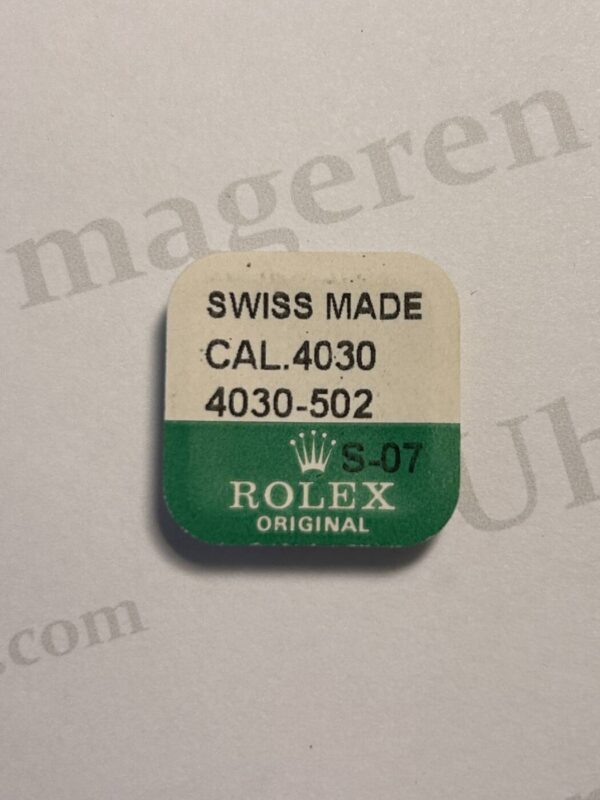 mageren
SWISS MADE
CAL.4030
4030-502
S-07
ROLEX
ORIGINAL
Uh
.com